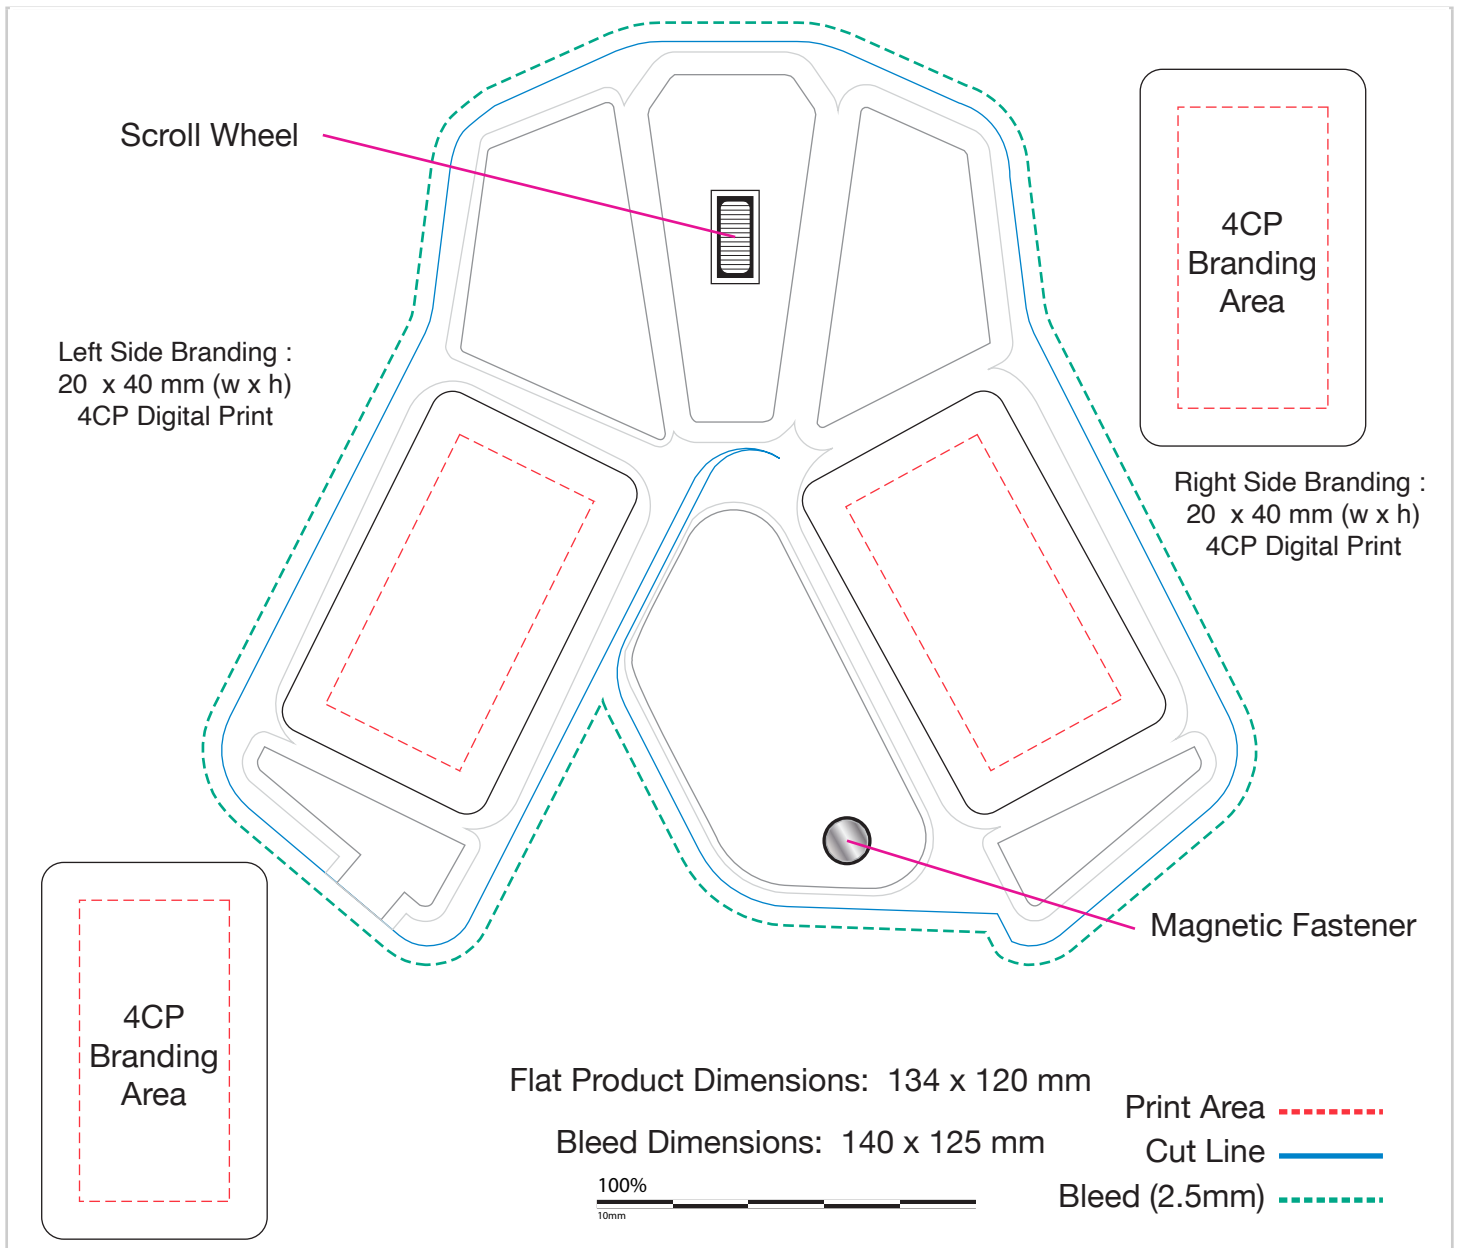 Scroll Wheel
4CP
Branding
Area
Left Side Branding :
20 x 40 mm (w x h)
4CP Digital Print
Right Side Branding :
20 x 40 mm (w x h)
4CP Digital Print
Magnetic Fastener
4CP
Branding
Area
Flat Product Dimensions: 134 x 120 mm
Bleed Dimensions: 140 x 125 mm
100%
10mm
Print Area
Cut Line
Bleed (2.5mm)